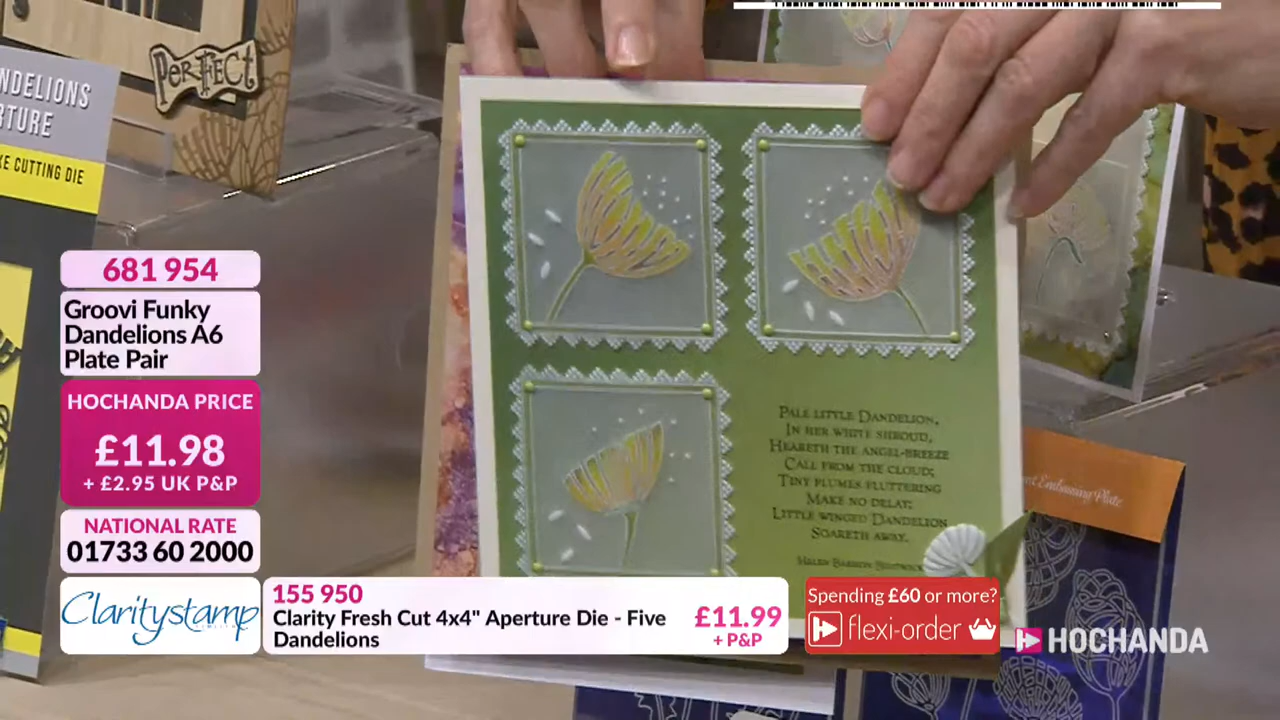 PERFECT
NDELIONS
RTURE
KE CUTTING DIE
681 954
Groovi Funky
Dandelions A6
Plate Pair
HOCHANDA PRICE
£11.98
+ £2.95 UK P&P
NATIONAL RATE
01733 60 2000
Claritystamp
155 950
Clarity Fresh Cut 4x4" Aperture Die - Five
Dandelions
£11.99
+ P&P
Spending £60 or more?
flexi-order
HOCHANDA
Pale little Dandelion,
In her white shroud,
Heareth the angel-breeze
Call from the cloud;
Tiny plumes fluttering
Make no delay;
Little winged Dandelion
Soareth away.
Embossing Plate